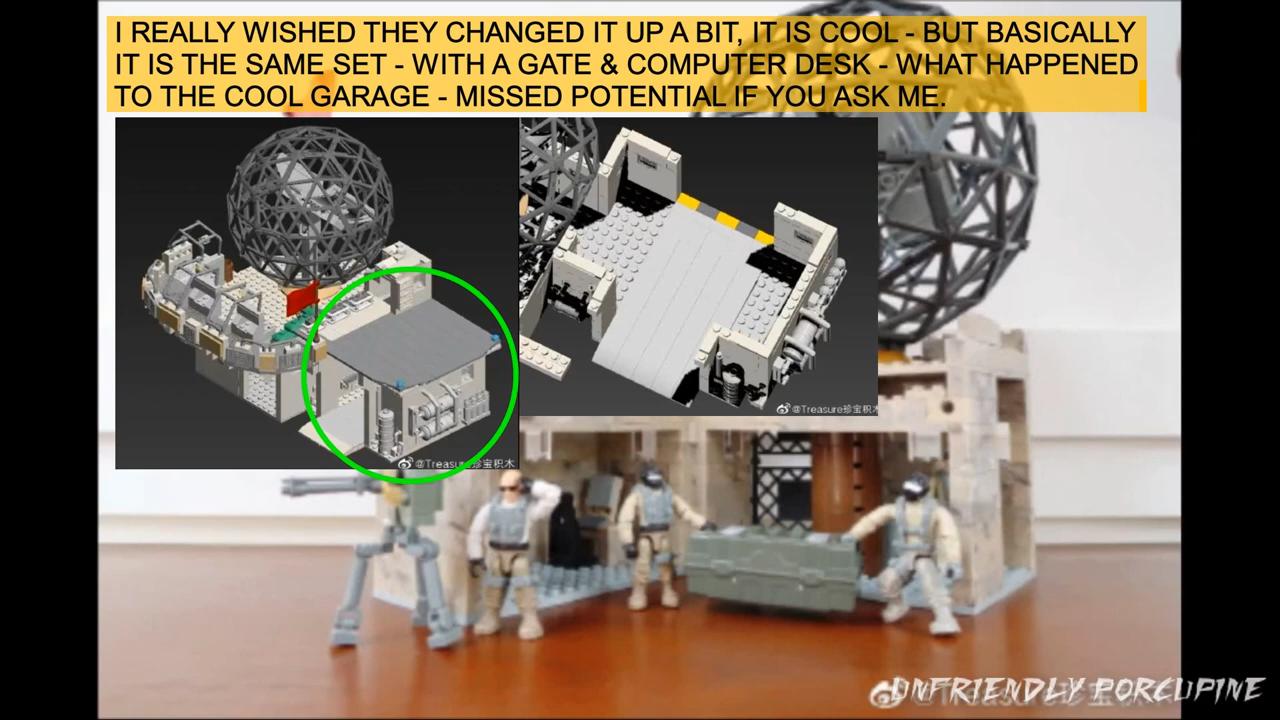 I REALLY WISHED THEY CHANGED IT UP A BIT, IT IS COOL - BUT BASICALLY
IT IS THE SAME SET - WITH A GATE & COMPUTER DESK - WHAT HAPPENED
TO THE COOL GARAGE - MISSED POTENTIAL IF YOU ASK ME.
@Treasure珍宝积木
@Treasure珍宝积木
UNFRIENDLY PORCUPINE